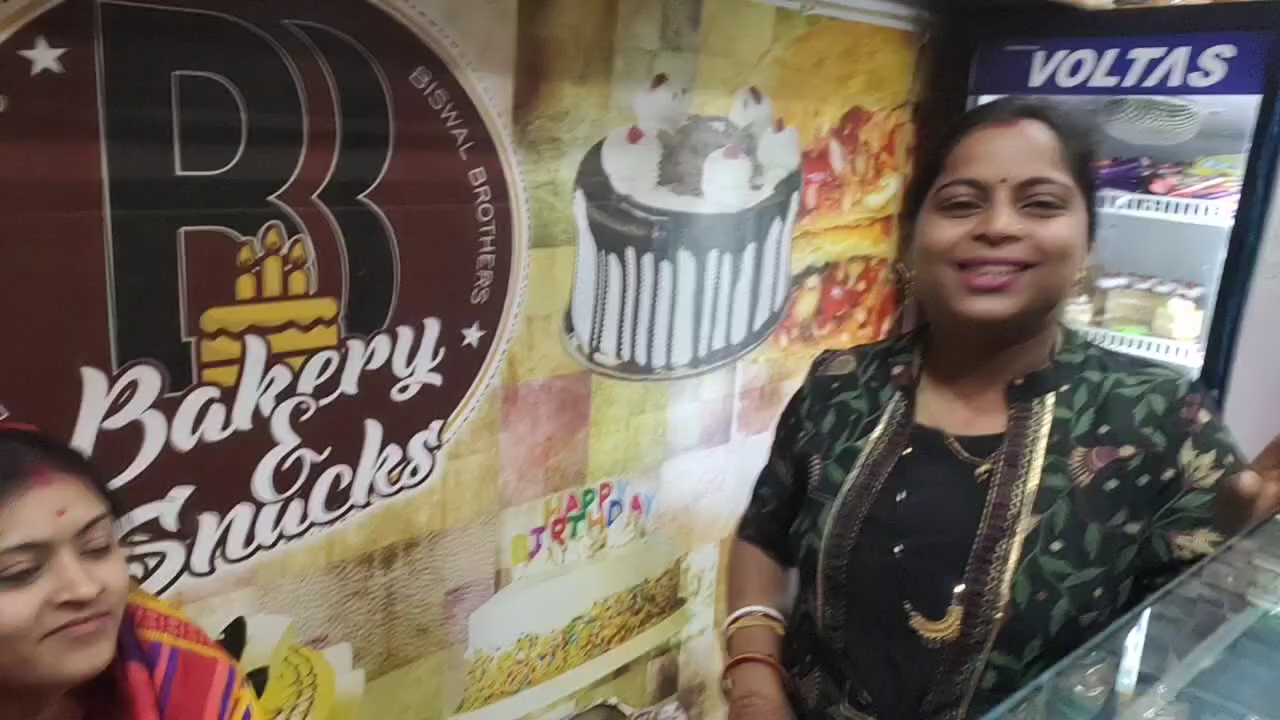 BB
BISWAL BROTHERS
Bakery
&
Snacks
HAPPY
BIRTHDAY
VOLTAS